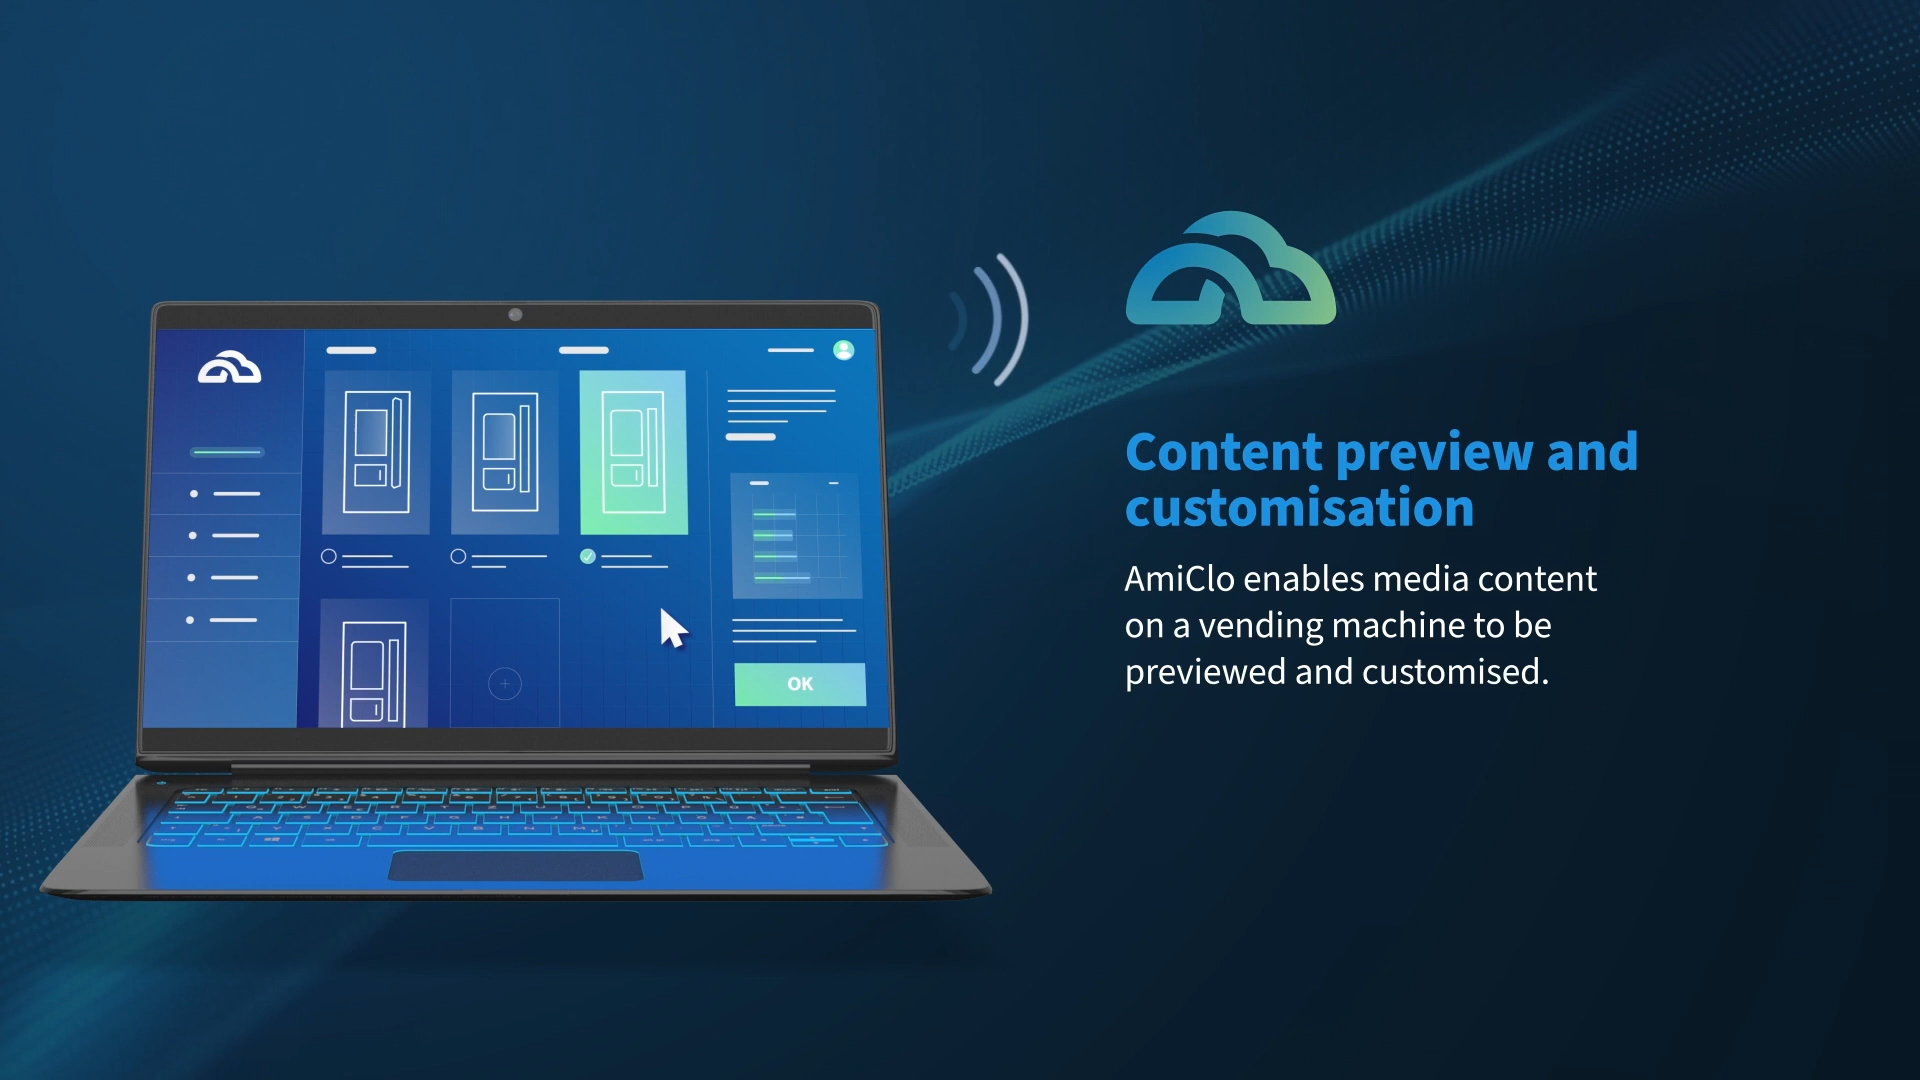 OK
Content preview and
customisation
AmiClo enables media content
on a vending machine to be
previewed and customised.